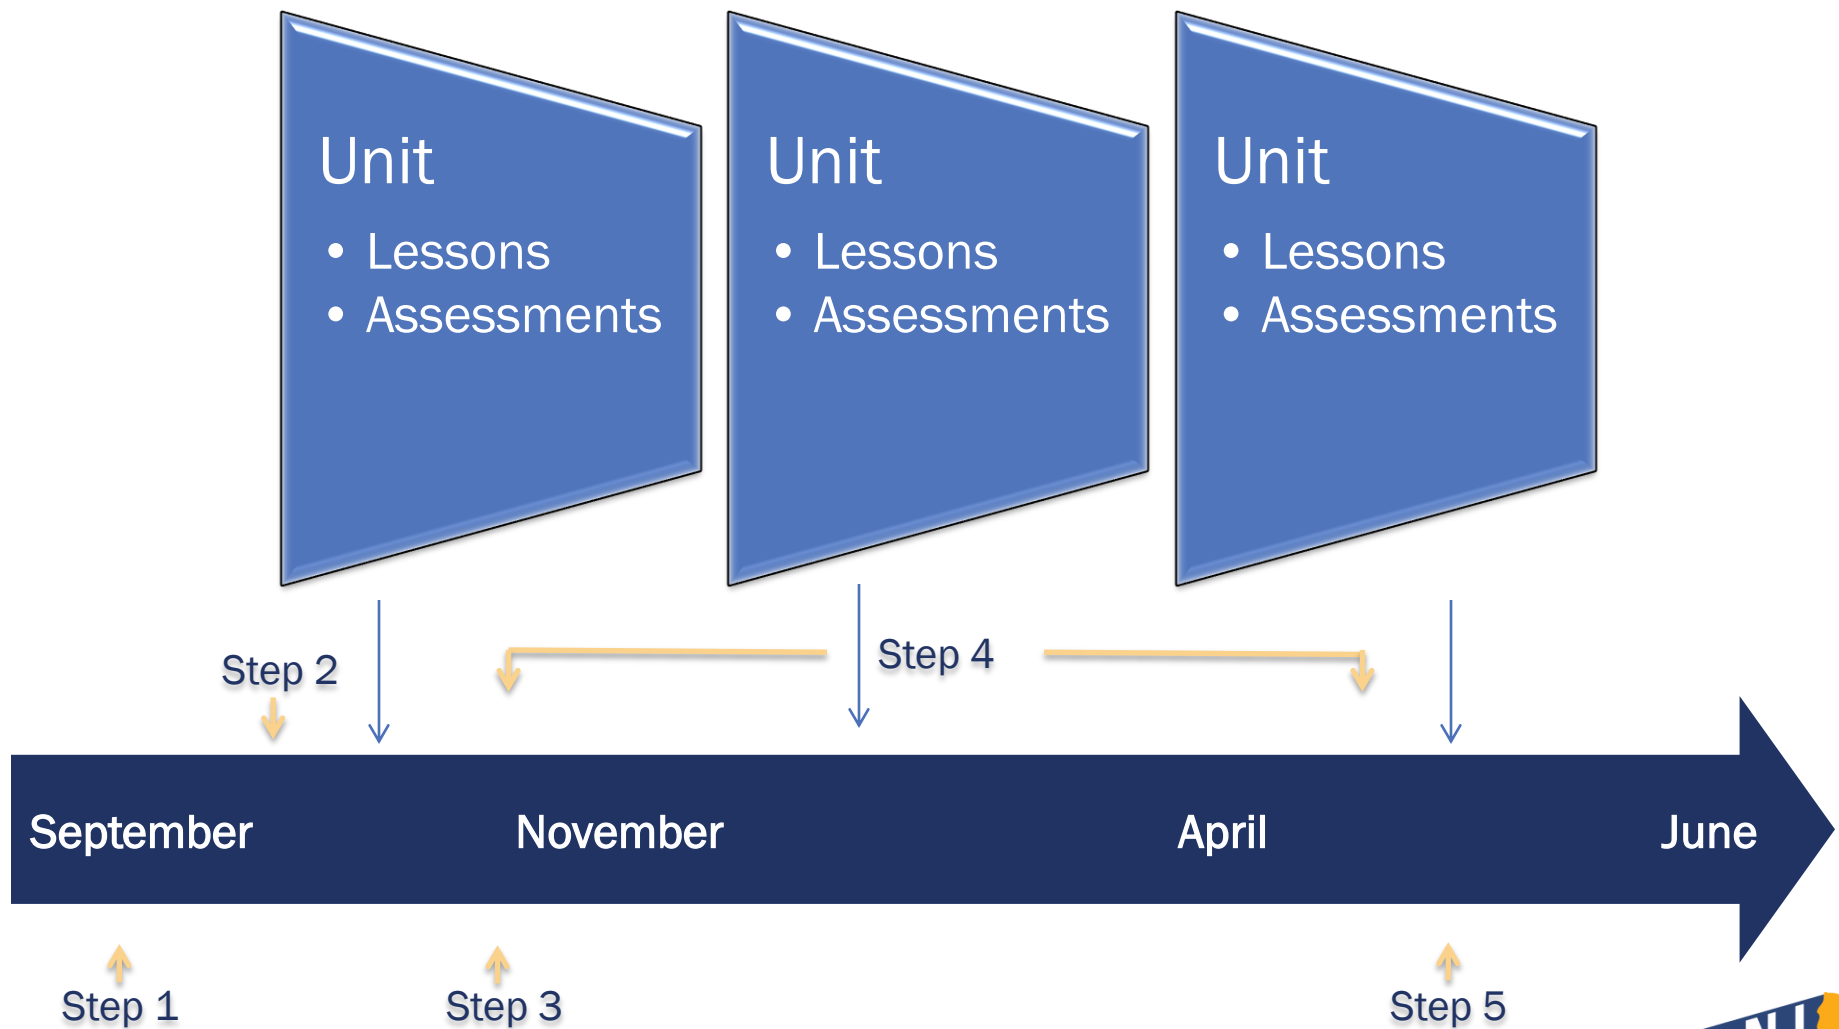 Unit
• Lessons
• Assessments
Unit
• Lessons
• Assessments
Unit
• Lessons
• Assessments
Step 2
Step 4
September
November
April
June
Step 1
Step 3
Step 5